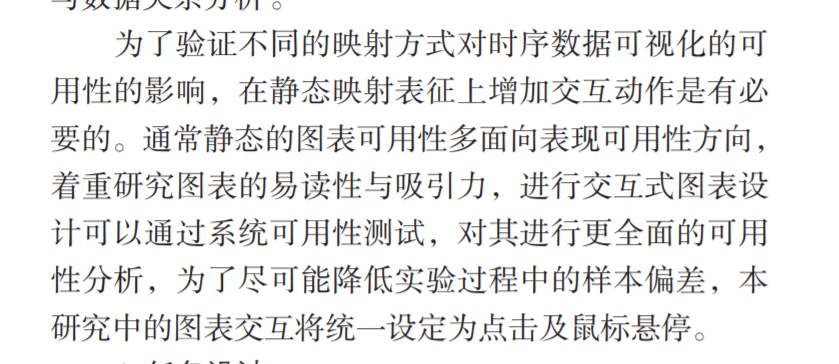 为了验证不同的映射方式对时序数据可视化的可
用性的影响，在静态映射表征上增加交互动作是有必
要的。通常静态的图表可用性多面向表现可用性方向，
着重研究图表的易读性与吸引力，进行交互式图表设
计可以通过系统可用性测试，对其进行更全面的可用
性分析，为了尽可能降低实验过程中的样本偏差，本
研究中的图表交互将统一设定为点击及鼠标悬停。